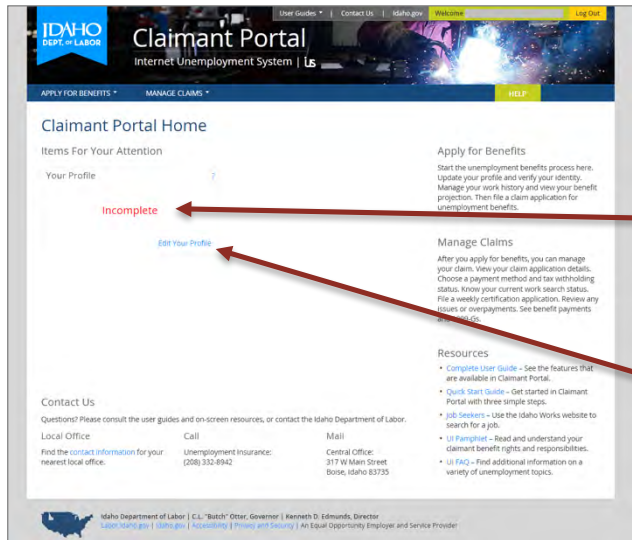 User Guides | Contact Us | Idaho.gov Welcome Log Out
IDAHO
DEPT. OF LABOR
Claimant Portal
Internet Unemployment System | ius
APPLY FOR BENEFITS MANAGE CLAIMS HELP
Claimant Portal Home
Items For Your Attention
Your Profile ?
Incomplete
Edit Your Profile
Apply for Benefits
Start the unemployment benefits process here.
Update your profile and verify your identity.
Manage your work history and view your benefit
projection. Then file a claim application for
unemployment benefits.
Manage Claims
After you apply for benefits, you can manage
your claim. View your claim application details.
Choose a payment method and tax withholding
status. Know your current work search status.
File a weekly certification application. Review any
issues or overpayments. See benefit payments
and 1099-Gs.
Resources
• Complete User Guide – See the features that
are available in Claimant Portal.
• Quick Start Guide – Get started in Claimant
Portal with three simple steps.
• Job Seekers – Use the Idaho Works website to
search for a job.
• UI Pamphlet – Read and understand your
claimant benefit rights and responsibilities.
• UI FAQ – Find additional information on a
variety of unemployment topics.
Contact Us
Questions? Please consult the user guides and on-screen resources, or contact the Idaho Department of Labor.
Local Office
Find the contact information for your
nearest local office.
Call
Unemployment Insurance:
(208) 332-8942
Mail
Central Office:
317 W Main Street
Boise, Idaho 83735
Idaho Department of Labor | C.L. "Butch" Otter, Governor | Kenneth D. Edmunds, Director
Labor.Idaho.gov | Idaho.gov | Accessibility | Privacy and Security | An Equal Opportunity Employer and Service Provider